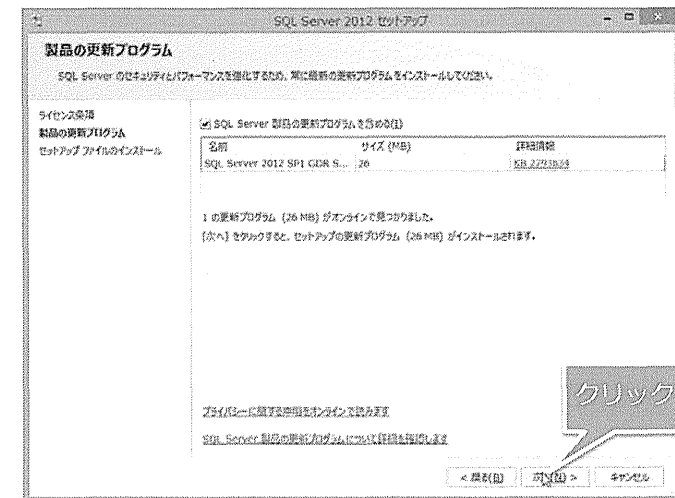 SQL Server 2012 セットアップ
製品の更新プログラム
SQL Server のセキュリティとパフォーマンスを強化するため、常に最新の更新プログラムをインストールしてください。
ライセンス条項
製品の更新プログラム
セットアップ ファイルのインストール
SQL Server 製品の更新プログラムを含める(I)
名前 サイズ (MB) 詳細情報
SQL Server 2012 SP1 GDR S... 26 KB 2793634
1 の更新プログラム (26 MB) がオンラインで見つかりました。
[次へ] をクリックすると、セットアップの更新プログラム (26 MB) がインストールされます。
クリック
プライバシーに関する声明をオンラインで読みます
SQL Server 製品の更新プログラムについて詳細を確認します
< 戻る(B) 次へ(N) > キャンセル